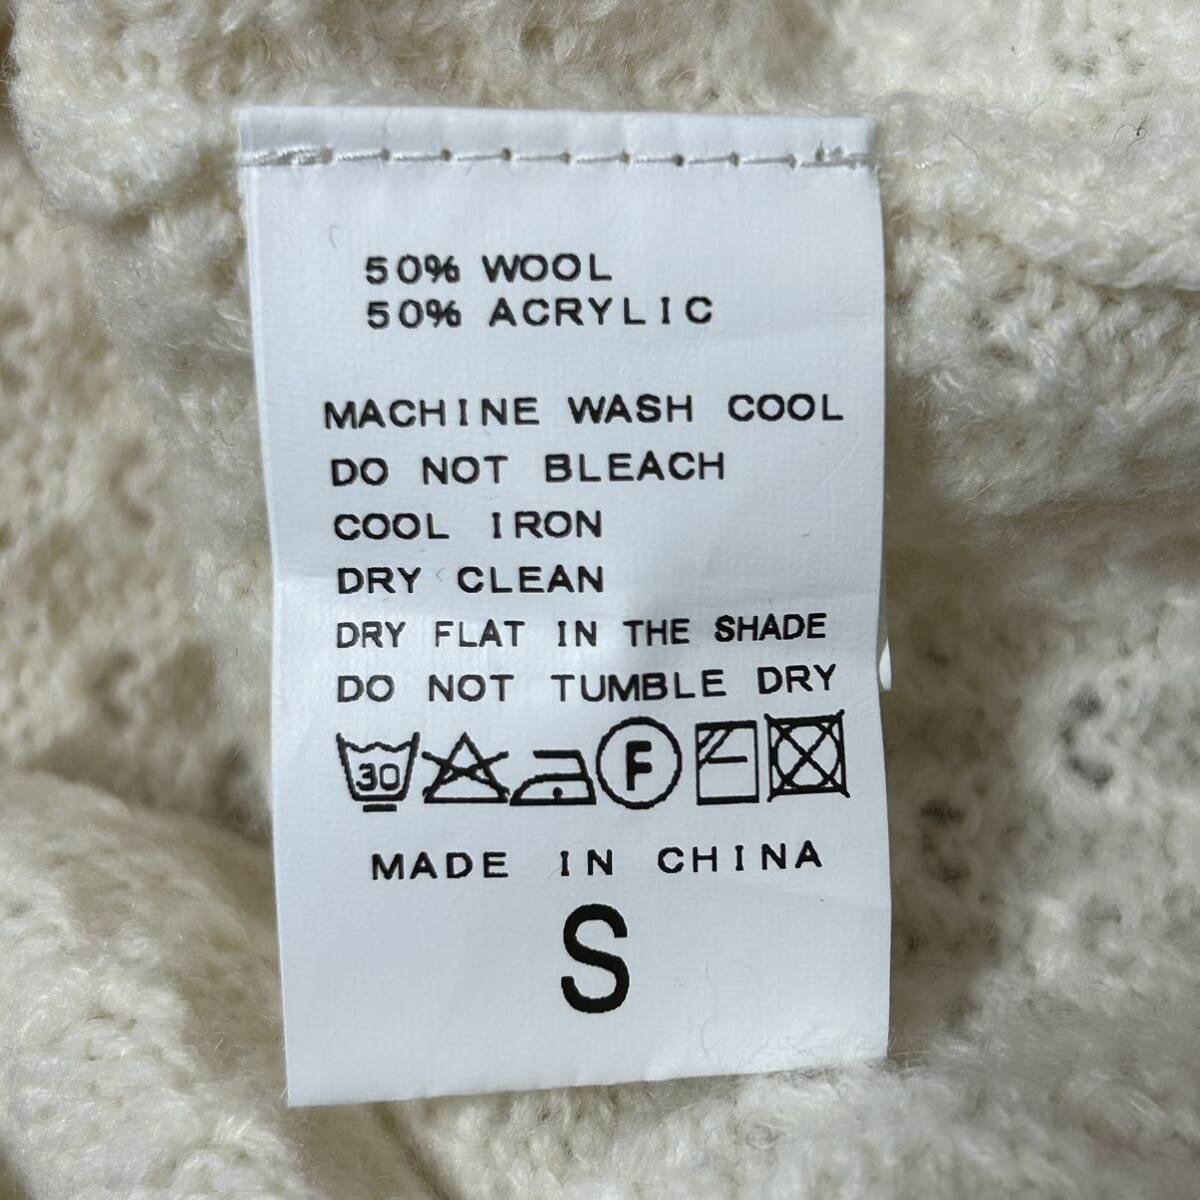 50% WOOL
50% ACRYLIC
MACHINE WASH COOL
DO NOT BLEACH
COOL IRON
DRY CLEAN
DRY FLAT IN THE SHADE
DO NOT TUMBLE DRY
30 F
MADE IN CHINA
S